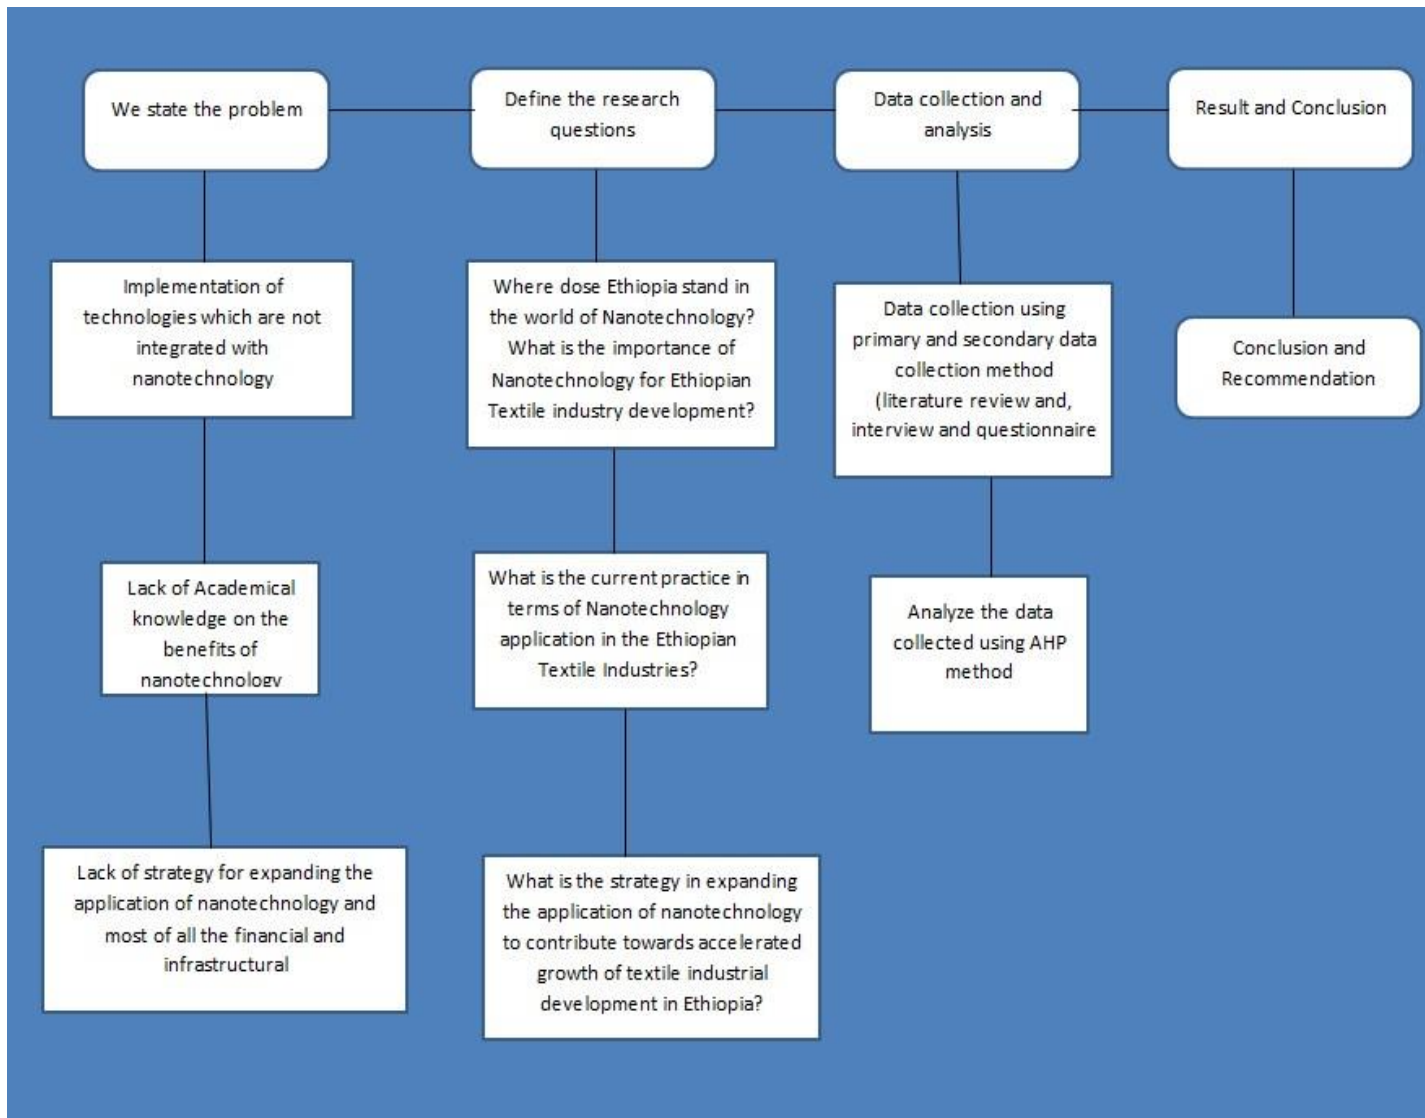 We state the problem
Define the research
questions
Data collection and
analysis
Result and Conclusion
Implementation of
technologies which are not
integrated with
nanotechnology
Lack of Academical
knowledge on the
benefits of
nanotechnology
Lack of strategy for expanding the
application of nanotechnology and
most of all the financial and
infrastructural
Where dose Ethiopia stand in
the world of Nanotechnology?
What is the importance of
Nanotechnology for Ethiopian
Textile industry development?
What is the current practice in
terms of Nanotechnology
application in the Ethiopian
Textile Industries?
What is the strategy in expanding
the application of nanotechnology
to contribute towards accelerated
growth of textile industrial
development in Ethiopia?
Data collection using
primary and secondary data
collection method
(literature review and,
interview and questionnaire
Analyze the data
collected using AHP
method
Conclusion and
Recommendation